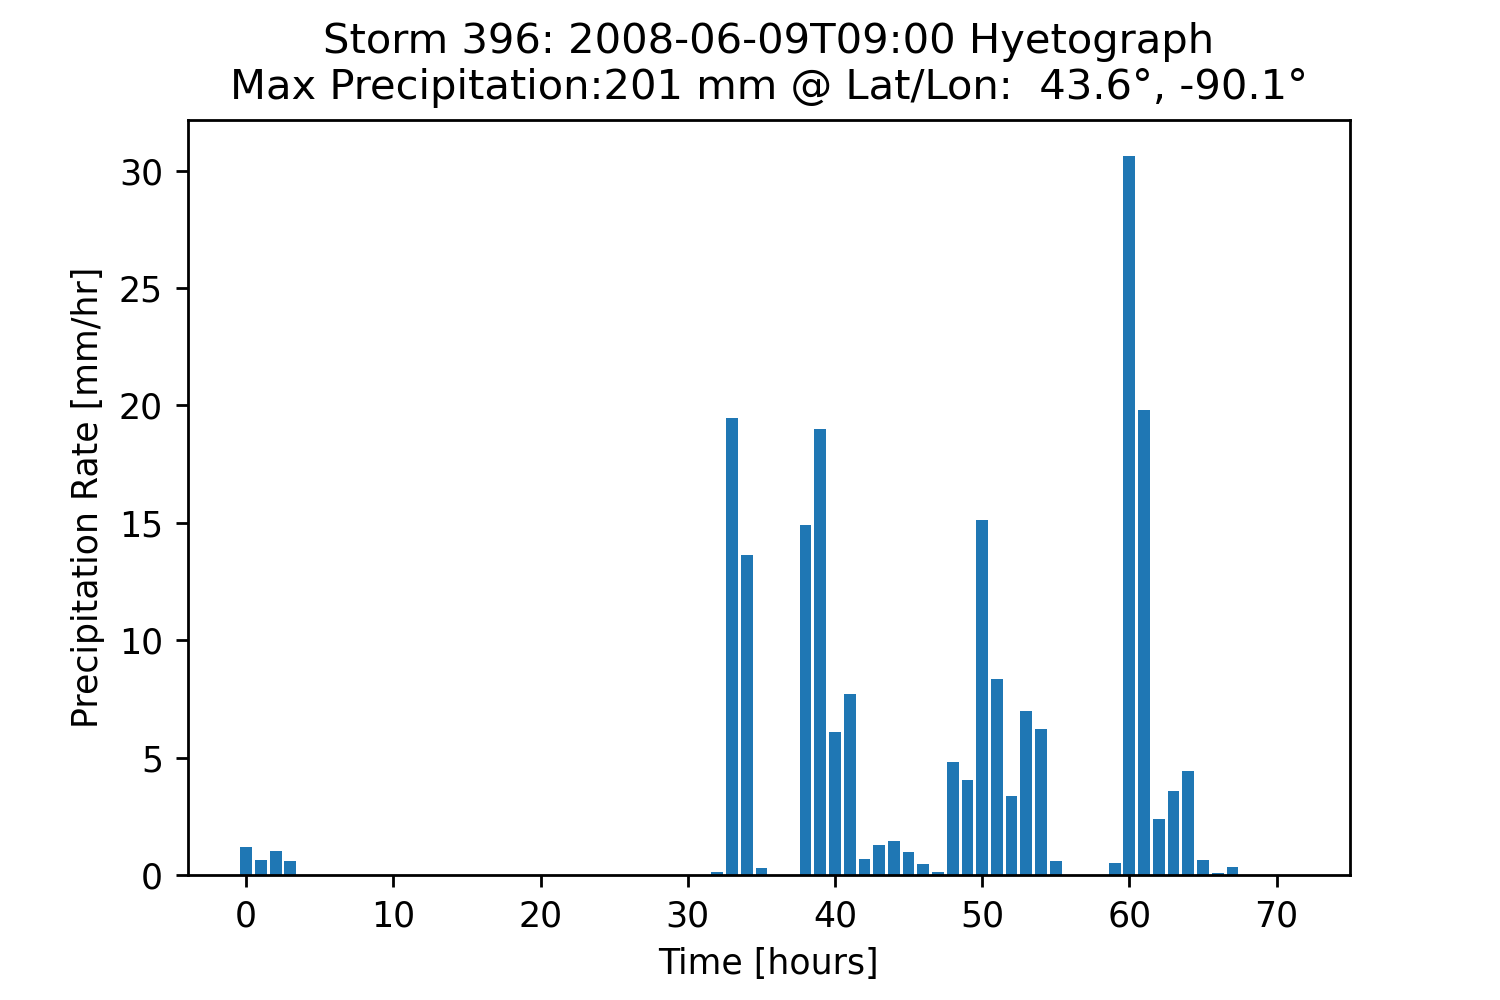 Storm 396: 2008-06-09T09:00 Hyetograph
Max Precipitation:201 mm @ Lat/Lon:  43.6°, -90.1°
Precipitation Rate [mm/hr]
30
25
20
15
10
5
0
0 10 20 30 40 50 60 70
Time [hours]